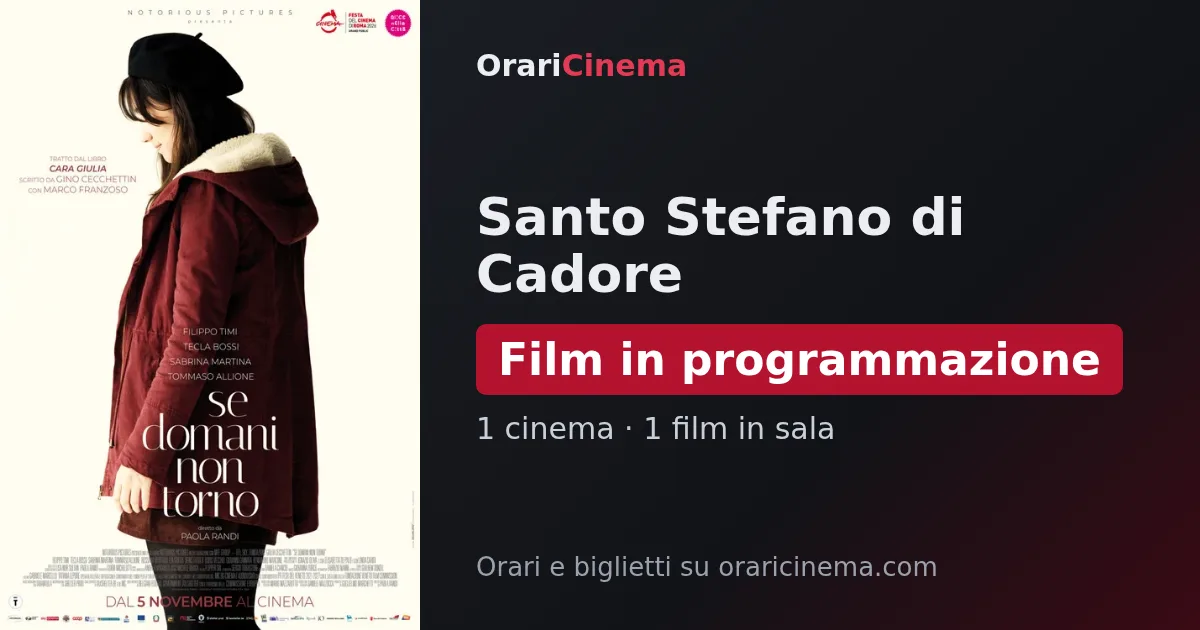 NOTORIOUS PICTURES
presenta
FESTA
DEL CINEMA
DI ROMA 2026
TRATTO DAL LIBRO
CARA GIULIA
SCRITTO DA GINO CECCHETTIN
CON MARCO FRANZOSO
FILIPPO TIMI
TECLA BOSSI
SABRINA MARTINA
TOMMASO ALLIONE
se
domani
non
torno
diretto da
PAOLA RANDI
DAL 5 NOVEMBRE AL CINEMA
OrariCinema
Santo Stefano di
Cadore
Film in programmazione
1 cinema · 1 film in sala
Orari e biglietti su oraricinema.com